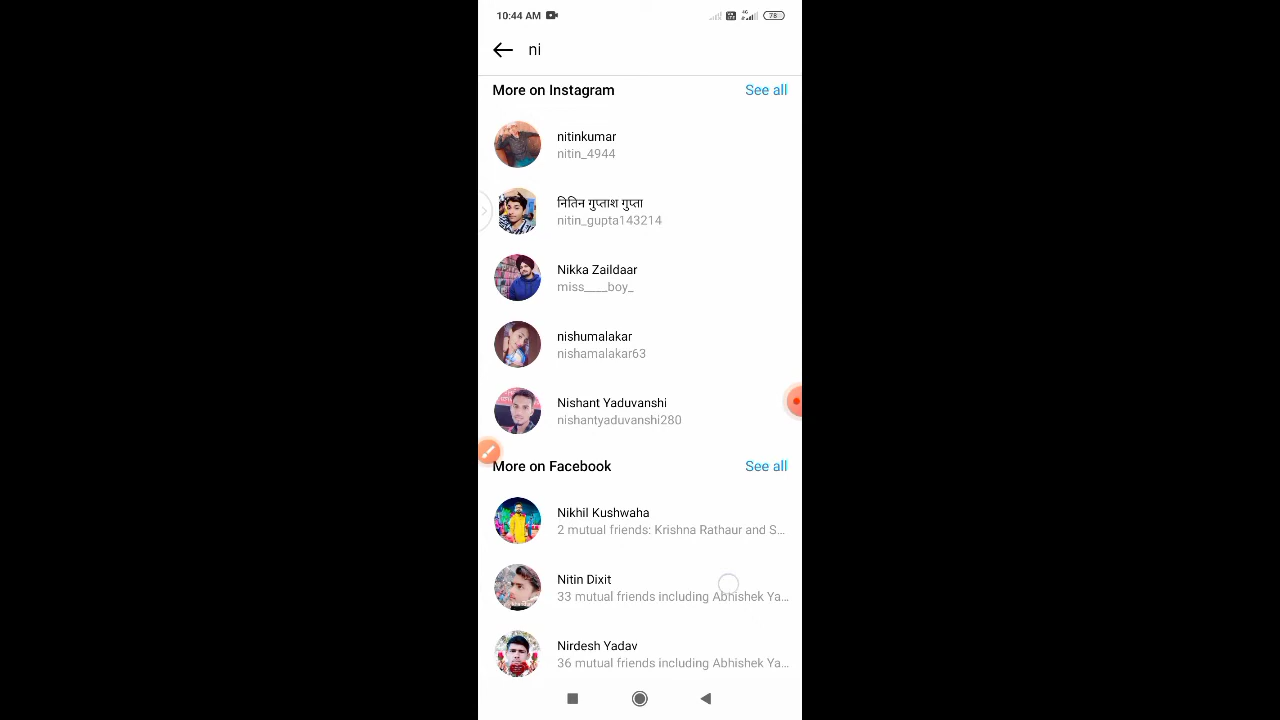 10:44 AM
4G
78
ni
More on Instagram
See all
nitinkumar
nitin_4944
नितिन गुप्ताश गुप्ता
nitin_gupta143214
Nikka Zaildaar
miss____boy_
nishumalakar
nishamalakar63
Nishant Yaduvanshi
nishantyaduvanshi280
More on Facebook
See all
Nikhil Kushwaha
2 mutual friends: Krishna Rathaur and S...
Nitin Dixit
33 mutual friends including Abhishek Ya...
Nirdesh Yadav
36 mutual friends including Abhishek Ya...